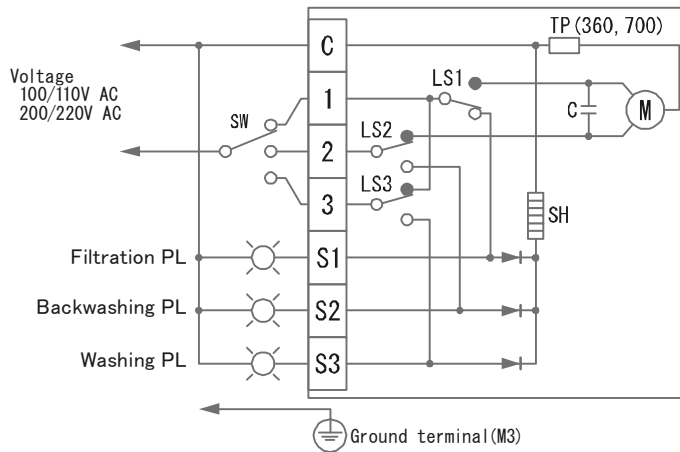 TP(360, 700)
C
Voltage
100/110V AC
200/220V AC
LS1
1
C
M
SW
LS2
2
LS3
3
SH
Filtration PL
S1
Backwashing PL
S2
Washing PL
S3
Ground terminal(M3)